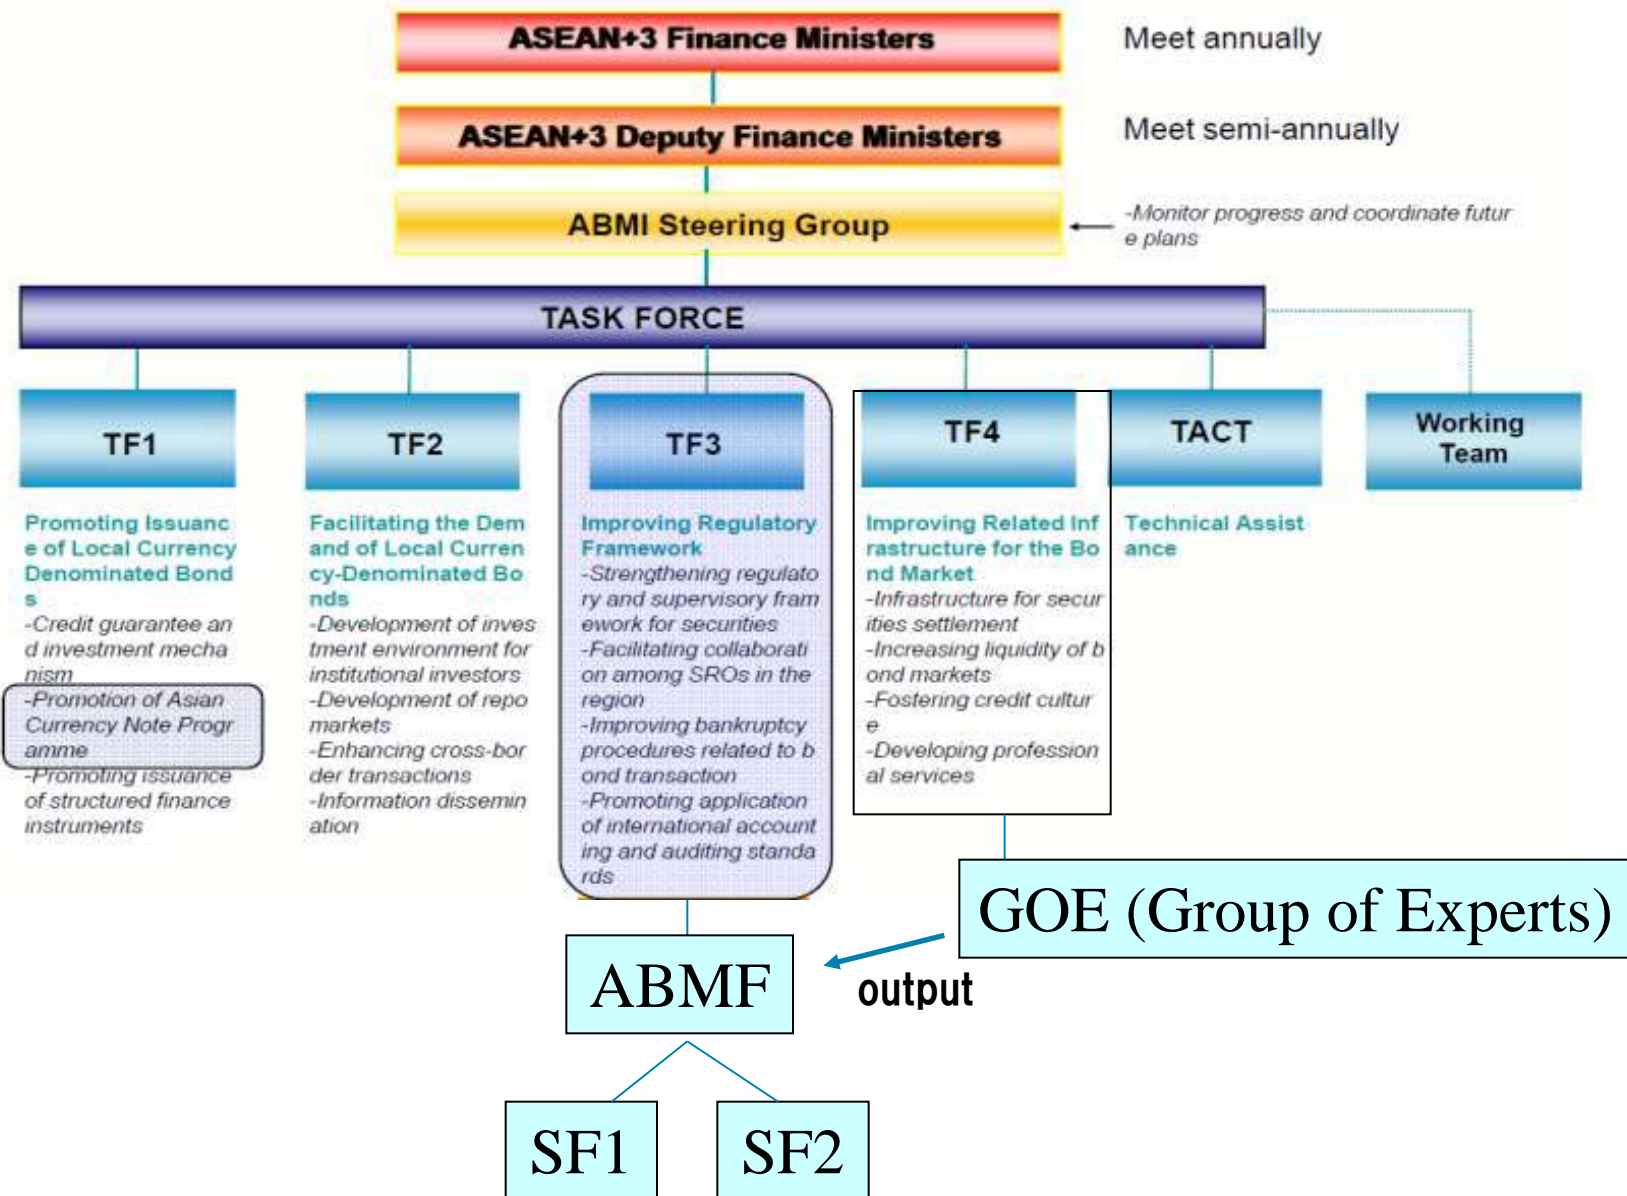 ASEAN+3 Finance Ministers
Meet annually
ASEAN+3 Deputy Finance Ministers
Meet semi-annually
ABMI Steering Group
-Monitor progress and coordinate futur
e plans
TASK FORCE
TF1
TF2
TF3
TF4
TACT
Working
Team
Promoting Issuanc
e of Local Currency
Denominated Bond
s
-Credit guarantee an
d investment mecha
nism
-Promotion of Asian
Currency Note Progr
amme
-Promoting issuance
of structured finance
instruments
Facilitating the Dem
and of Local Curren
cy-Denominated Bo
nds
-Development of inves
tment environment for
institutional investors
-Development of repo
markets
-Enhancing cross-bor
der transactions
-Information dissemin
ation
Improving Regulatory
Framework
-Strengthening regulato
ry and supervisory fram
ework for securities
-Facilitating collaborati
on among SROs in the
region
-Improving bankruptcy
procedures related to b
ond transaction
-Promoting application
of international account
ing and auditing standa
rds
Improving Related Inf
rastructure for the Bo
nd Market
-Infrastructure for secur
ities settlement
-Increasing liquidity of b
ond markets
-Fostering credit cultur
e
-Developing profession
al services
Technical Assist
ance
GOE (Group of Experts)
ABMF
output
SF1
SF2